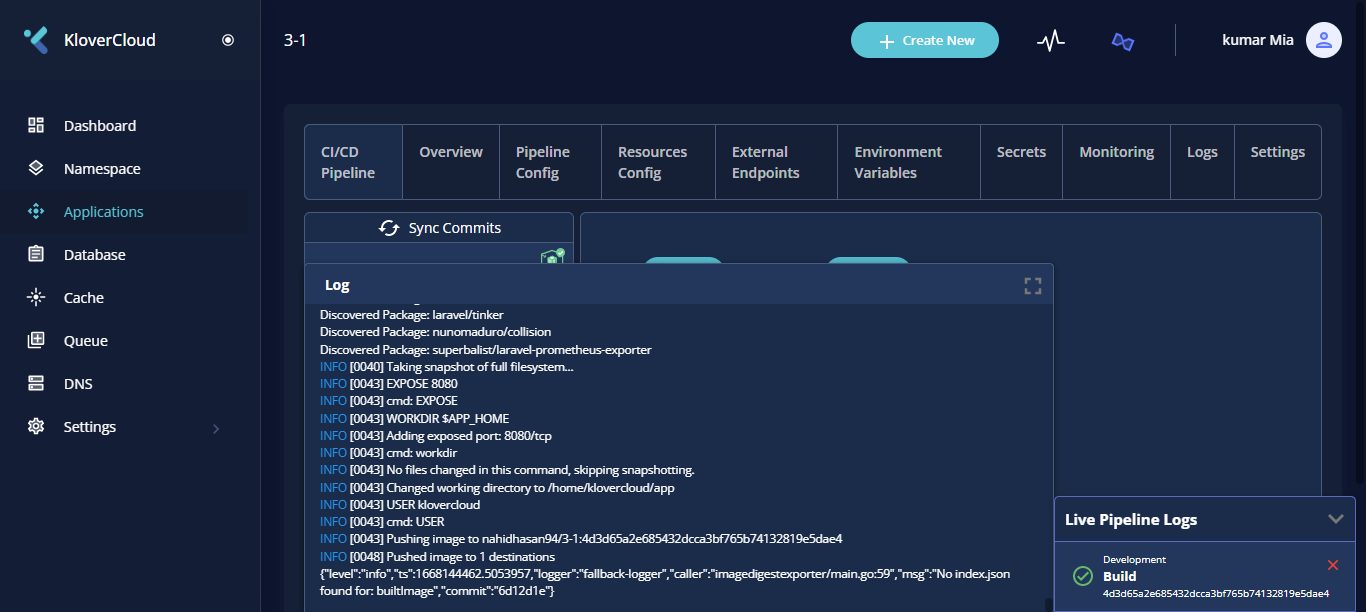 KloverCloud
3-1
Create New
kumar Mia
Dashboard
Namespace
Applications
Database
Cache
Queue
DNS
Settings
CI/CD
Pipeline
Overview
Pipeline
Config
Resources
Config
External
Endpoints
Environment
Variables
Secrets
Monitoring
Logs
Settings
Sync Commits
Log
Discovered Package: laravel/tinker
Discovered Package: nunomaduro/collision
Discovered Package: superbalist/laravel-prometheus-exporter
INFO [0040] Taking snapshot of full filesystem...
INFO [0043] EXPOSE 8080
INFO [0043] cmd: EXPOSE
INFO [0043] WORKDIR $APP_HOME
INFO [0043] Adding exposed port: 8080/tcp
INFO [0043] cmd: workdir
INFO [0043] No files changed in this command, skipping snapshotting.
INFO [0043] Changed working directory to /home/klovercloud/app
INFO [0043] USER klovercloud
INFO [0043] cmd: USER
INFO [0043] Pushing image to nahidhasan94/3-1:4d3d65a2e685432dcca3bf765b74132819e5dae4
INFO [0048] Pushed image to 1 destinations
{"level":"info","ts":1668144462.5053957,"logger":"fallback-logger","caller":"imagedigestexporter/main.go:59","msg":"No index.json
found for: builtImage","commit":"6d12d1e"}
Live Pipeline Logs
Development
Build
4d3d65a2e685432dcca3bf765b74132819e5dae4